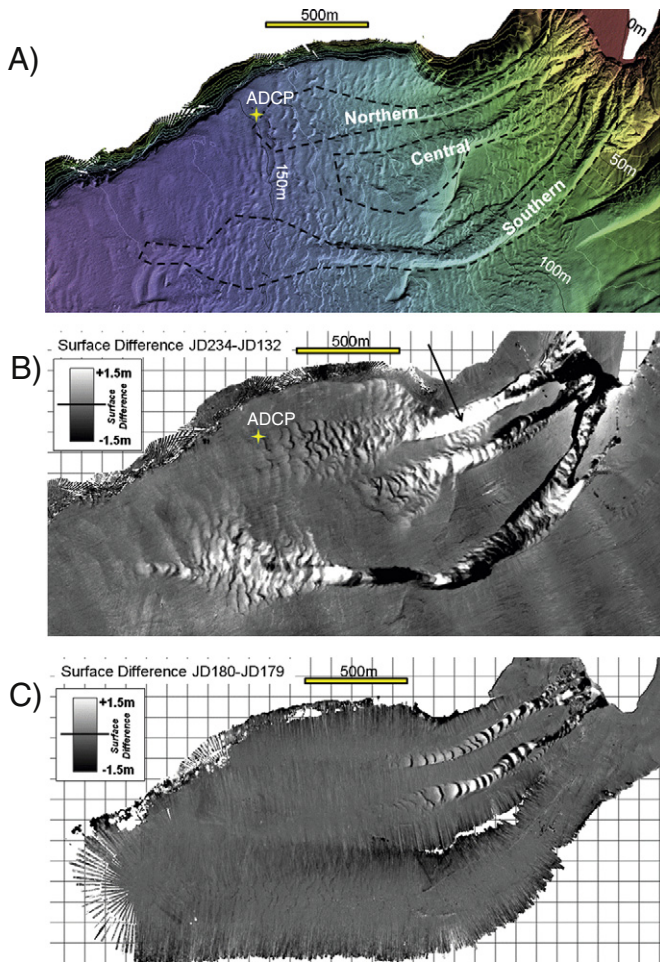 500m
A)
0m
ADCP
Northern
Central
150m
50m
Southern
100m
Surface Difference JD234-JD132
500m
B)
+1.5m
Surface
Difference
-1.5m
ADCP
Surface Difference JD180-JD179
500m
C)
+1.5m
Surface
Difference
-1.5m